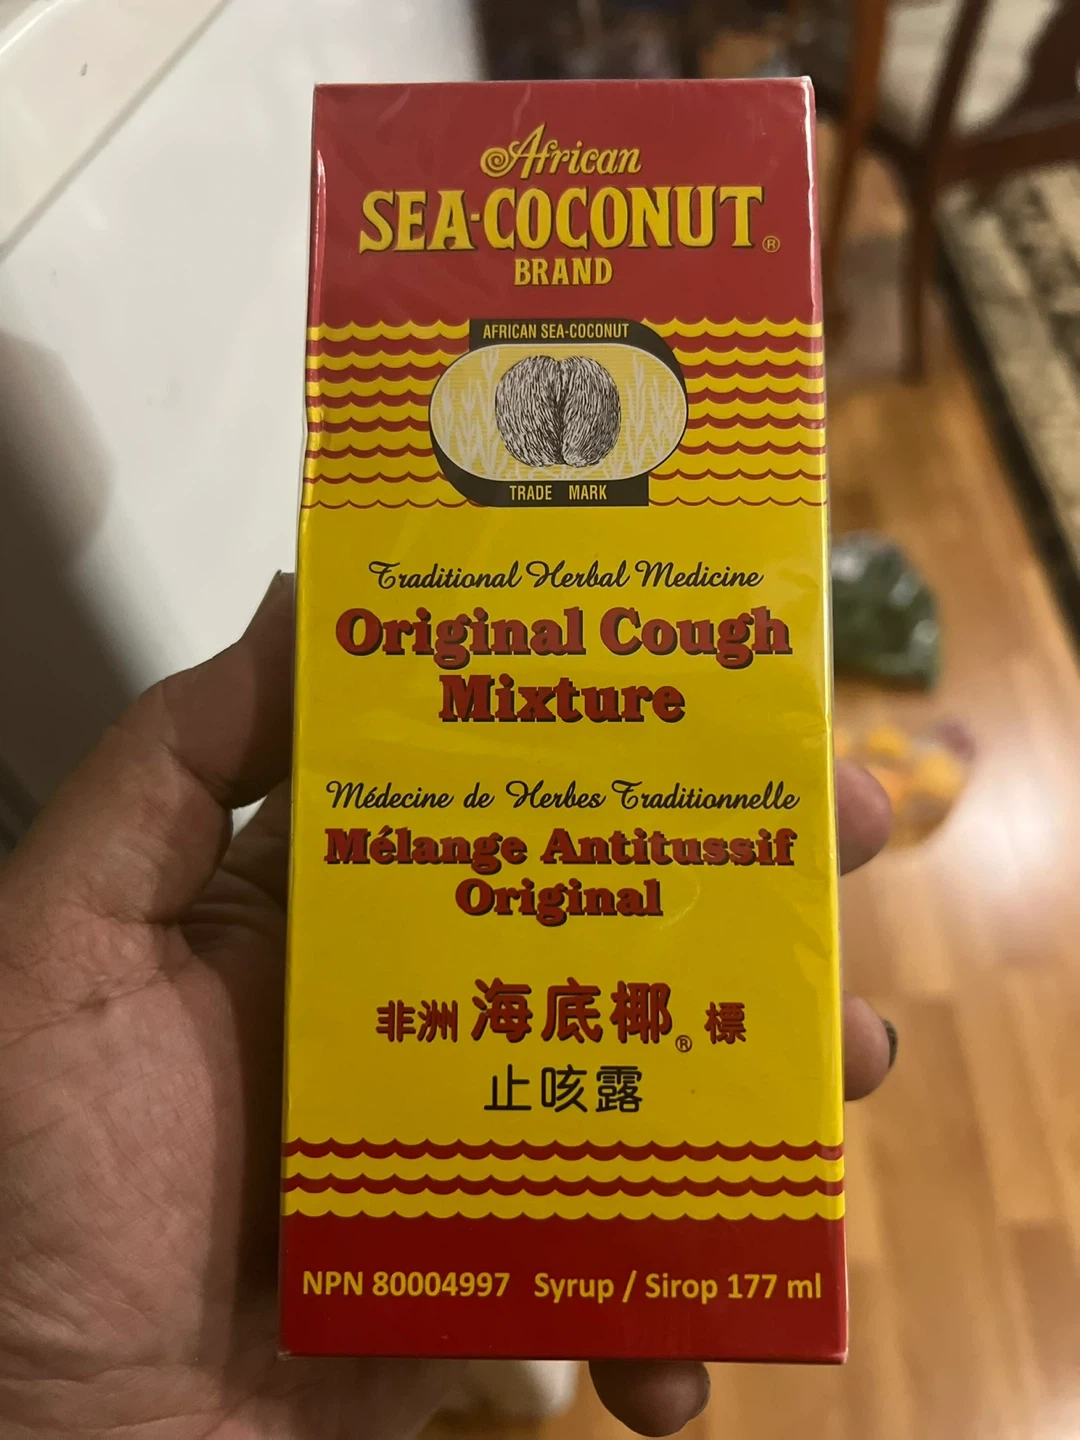 African
SEA-COCONUT®
BRAND
AFRICAN SEA-COCONUT
TRADE MARK
Traditional Herbal Medicine
Original Cough
Mixture
Médecine de Herbes Traditionnelle
Mélange Antitussif
Original
非洲 海底椰® 標
止咳露
NPN 80004997 Syrup / Sirop 177 ml